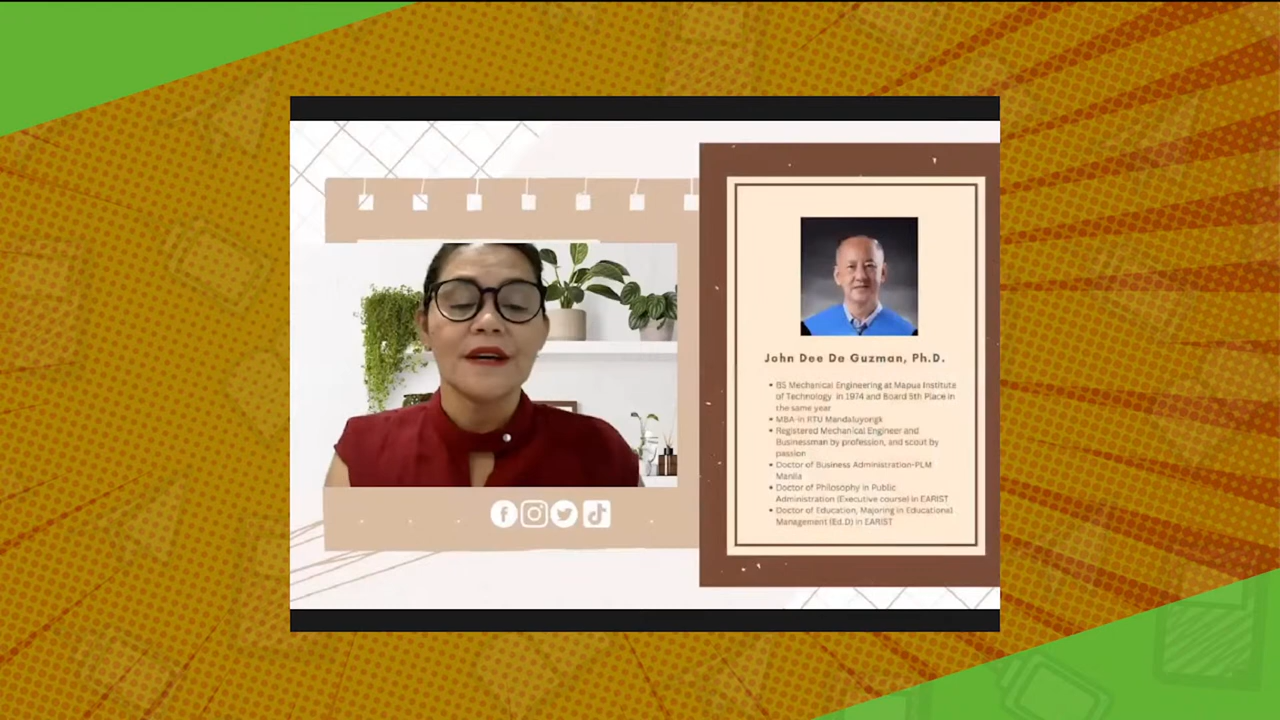 John Dee De Guzman, Ph.D.
• BS Mechanical Engineering at Mapua Institute
of Technology in 1974 and Board 5th Place in
the same year
• MBA-in RTU Mandaluyongk
• Registered Mechanical Engineer and
Businessman by profession, and scout by
passion
• Doctor of Business Administration-PLM
Manila
• Doctor of Philosophy in Public
Administration (Executive course) in EARIST
• Doctor of Education, Majoring in Educational
Management (Ed.D) in EARIST